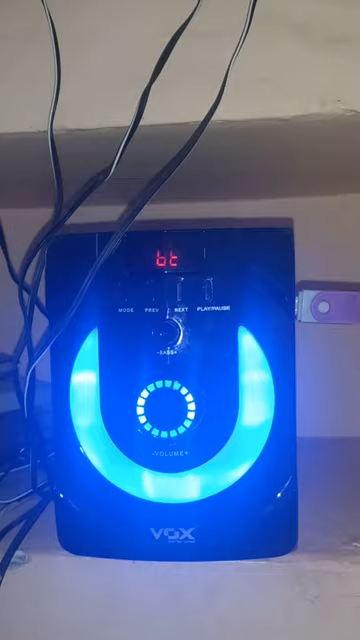 bt
MODE PREV NEXT PLAY/PAUSE
-BASS+
-VOLUME+
VOX